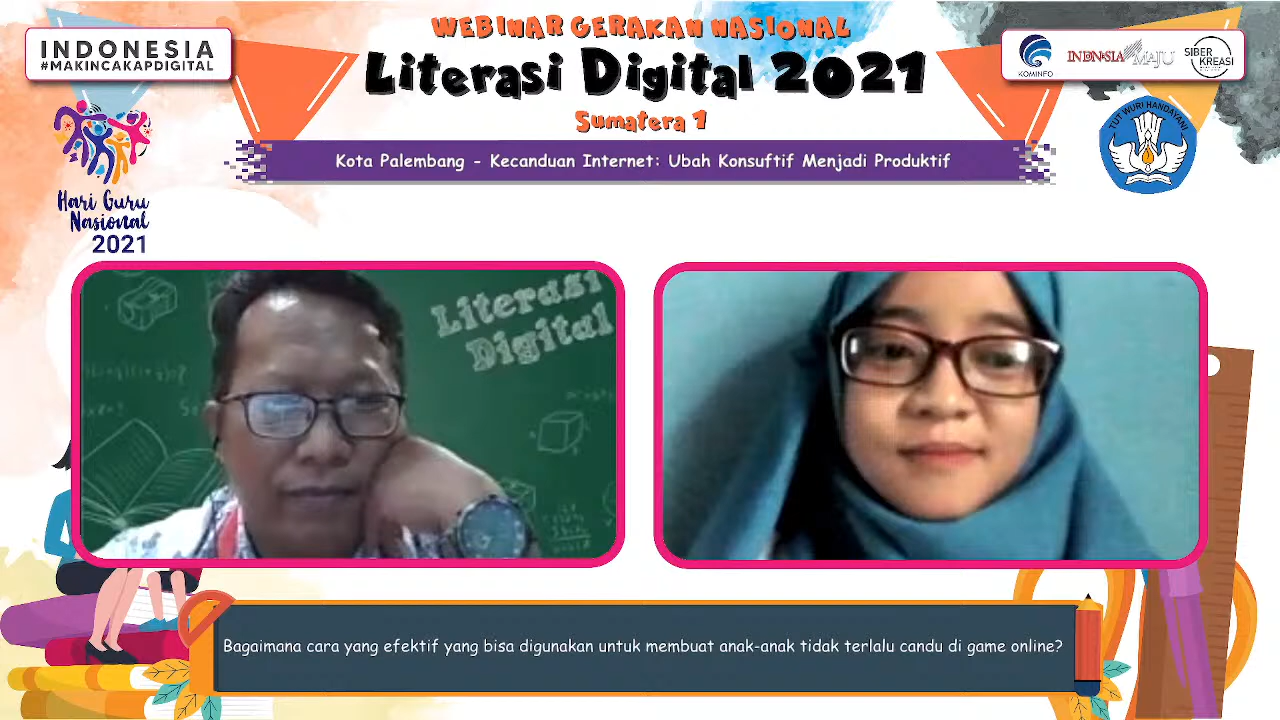 WEBINAR GERAKAN NASIONAL
INDONESIA
#MAKINCAKAPDIGITAL
Literasi Digital 2021
KOMINFO
INDONESIA MAJU
SIBER
KREASI
Sumatera 1
TUT WURI HANDAYANI
Kota Palembang - Kecanduan Internet: Ubah Konsuftif Menjadi Produktif
Hari Guru
Nasional
2021
Literasi
Digital
Bagaimana cara yang efektif yang bisa digunakan untuk membuat anak-anak tidak terlalu candu di game online?